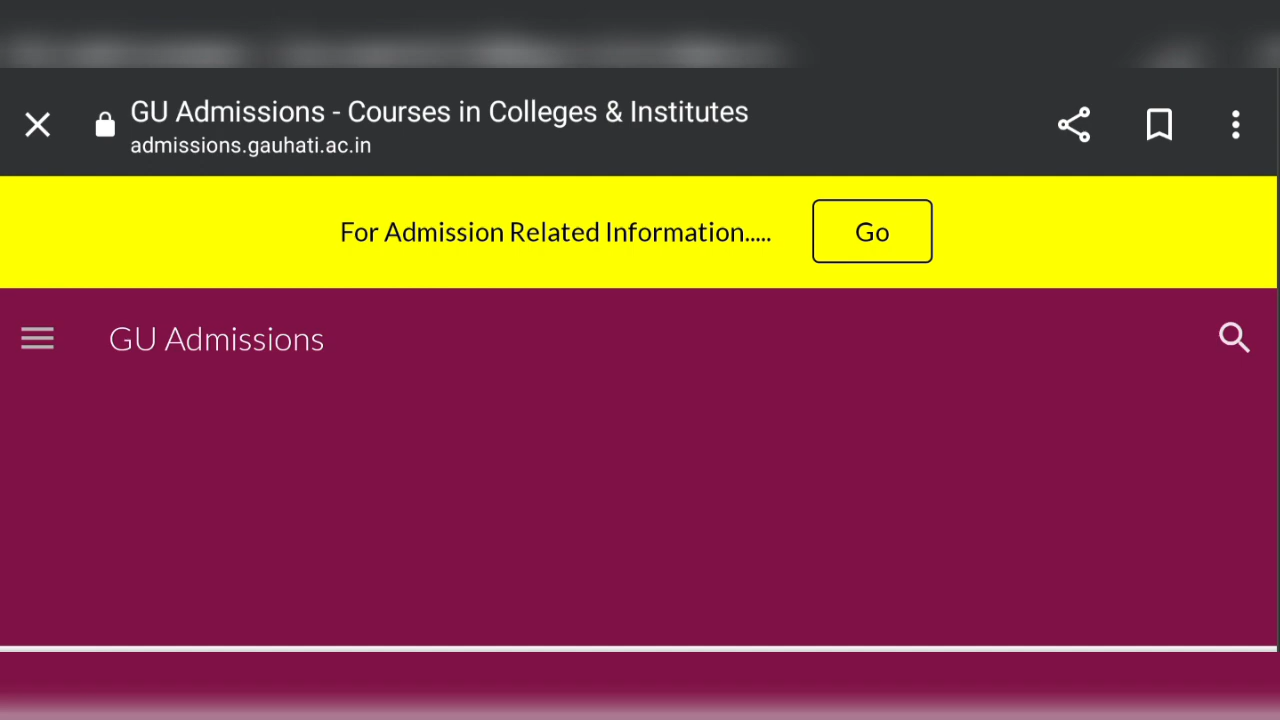 GU Admissions - Courses in Colleges & Institutes
admissions.gauhati.ac.in
For Admission Related Information..... Go
GU Admissions